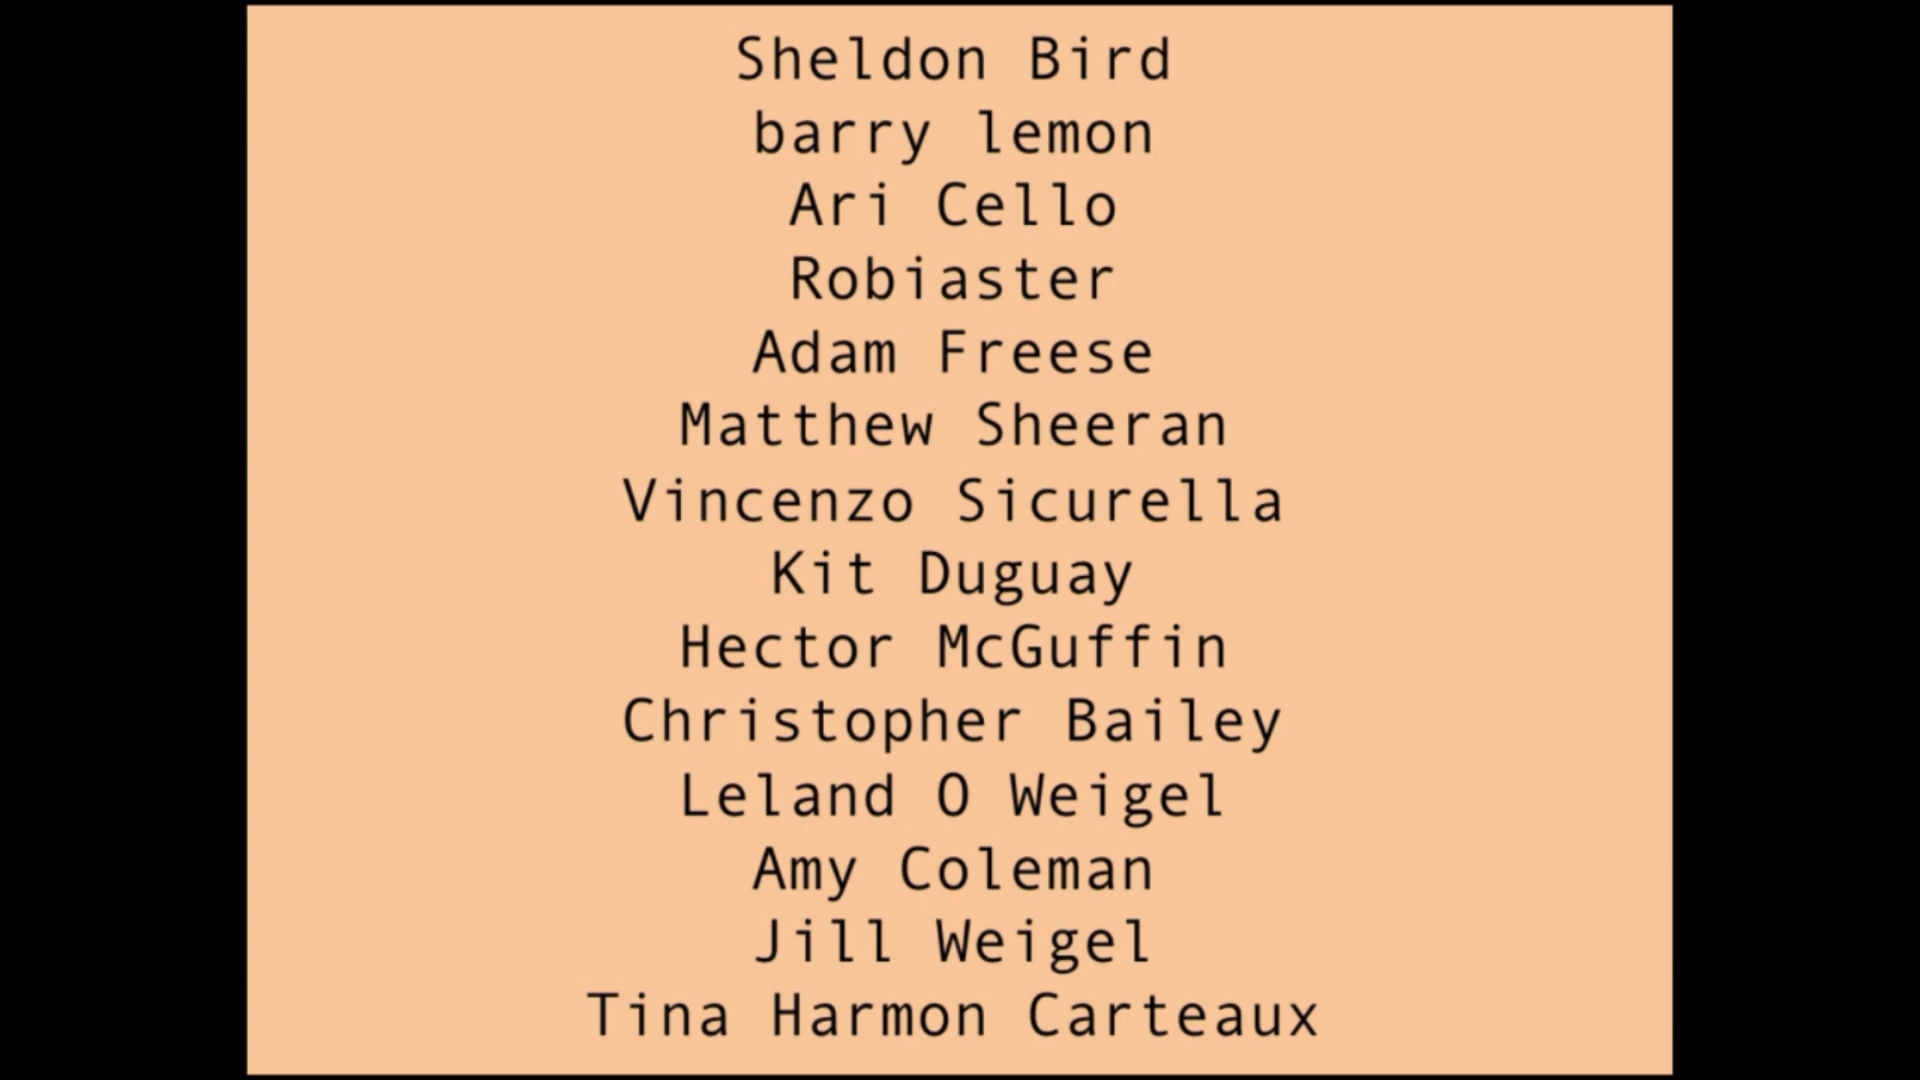 Sheldon Bird
barry lemon
Ari Cello
Robiaster
Adam Freese
Matthew Sheeran
Vincenzo Sicurella
Kit Duguay
Hector McGuffin
Christopher Bailey
Leland O Weigel
Amy Coleman
Jill Weigel
Tina Harmon Carteaux